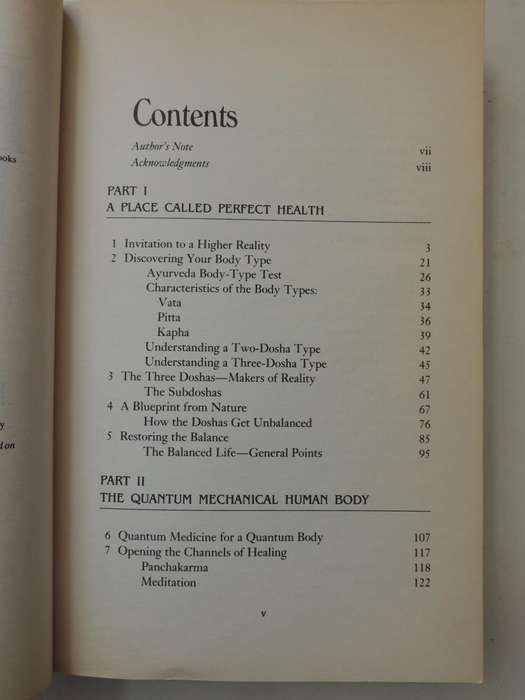 ooks
y
don
Contents
Author's Note vii
Acknowledgments viii
PART I
A PLACE CALLED PERFECT HEALTH
1 Invitation to a Higher Reality 3
2 Discovering Your Body Type 21
Ayurveda Body-Type Test 26
Characteristics of the Body Types: 33
Vata 34
Pitta 36
Kapha 39
Understanding a Two-Dosha Type 42
Understanding a Three-Dosha Type 45
3 The Three Doshas—Makers of Reality 47
The Subdoshas 61
4 A Blueprint from Nature 67
How the Doshas Get Unbalanced 76
5 Restoring the Balance 85
The Balanced Life—General Points 95
PART II
THE QUANTUM MECHANICAL HUMAN BODY
6 Quantum Medicine for a Quantum Body 107
7 Opening the Channels of Healing 117
Panchakarma 118
Meditation 122
v